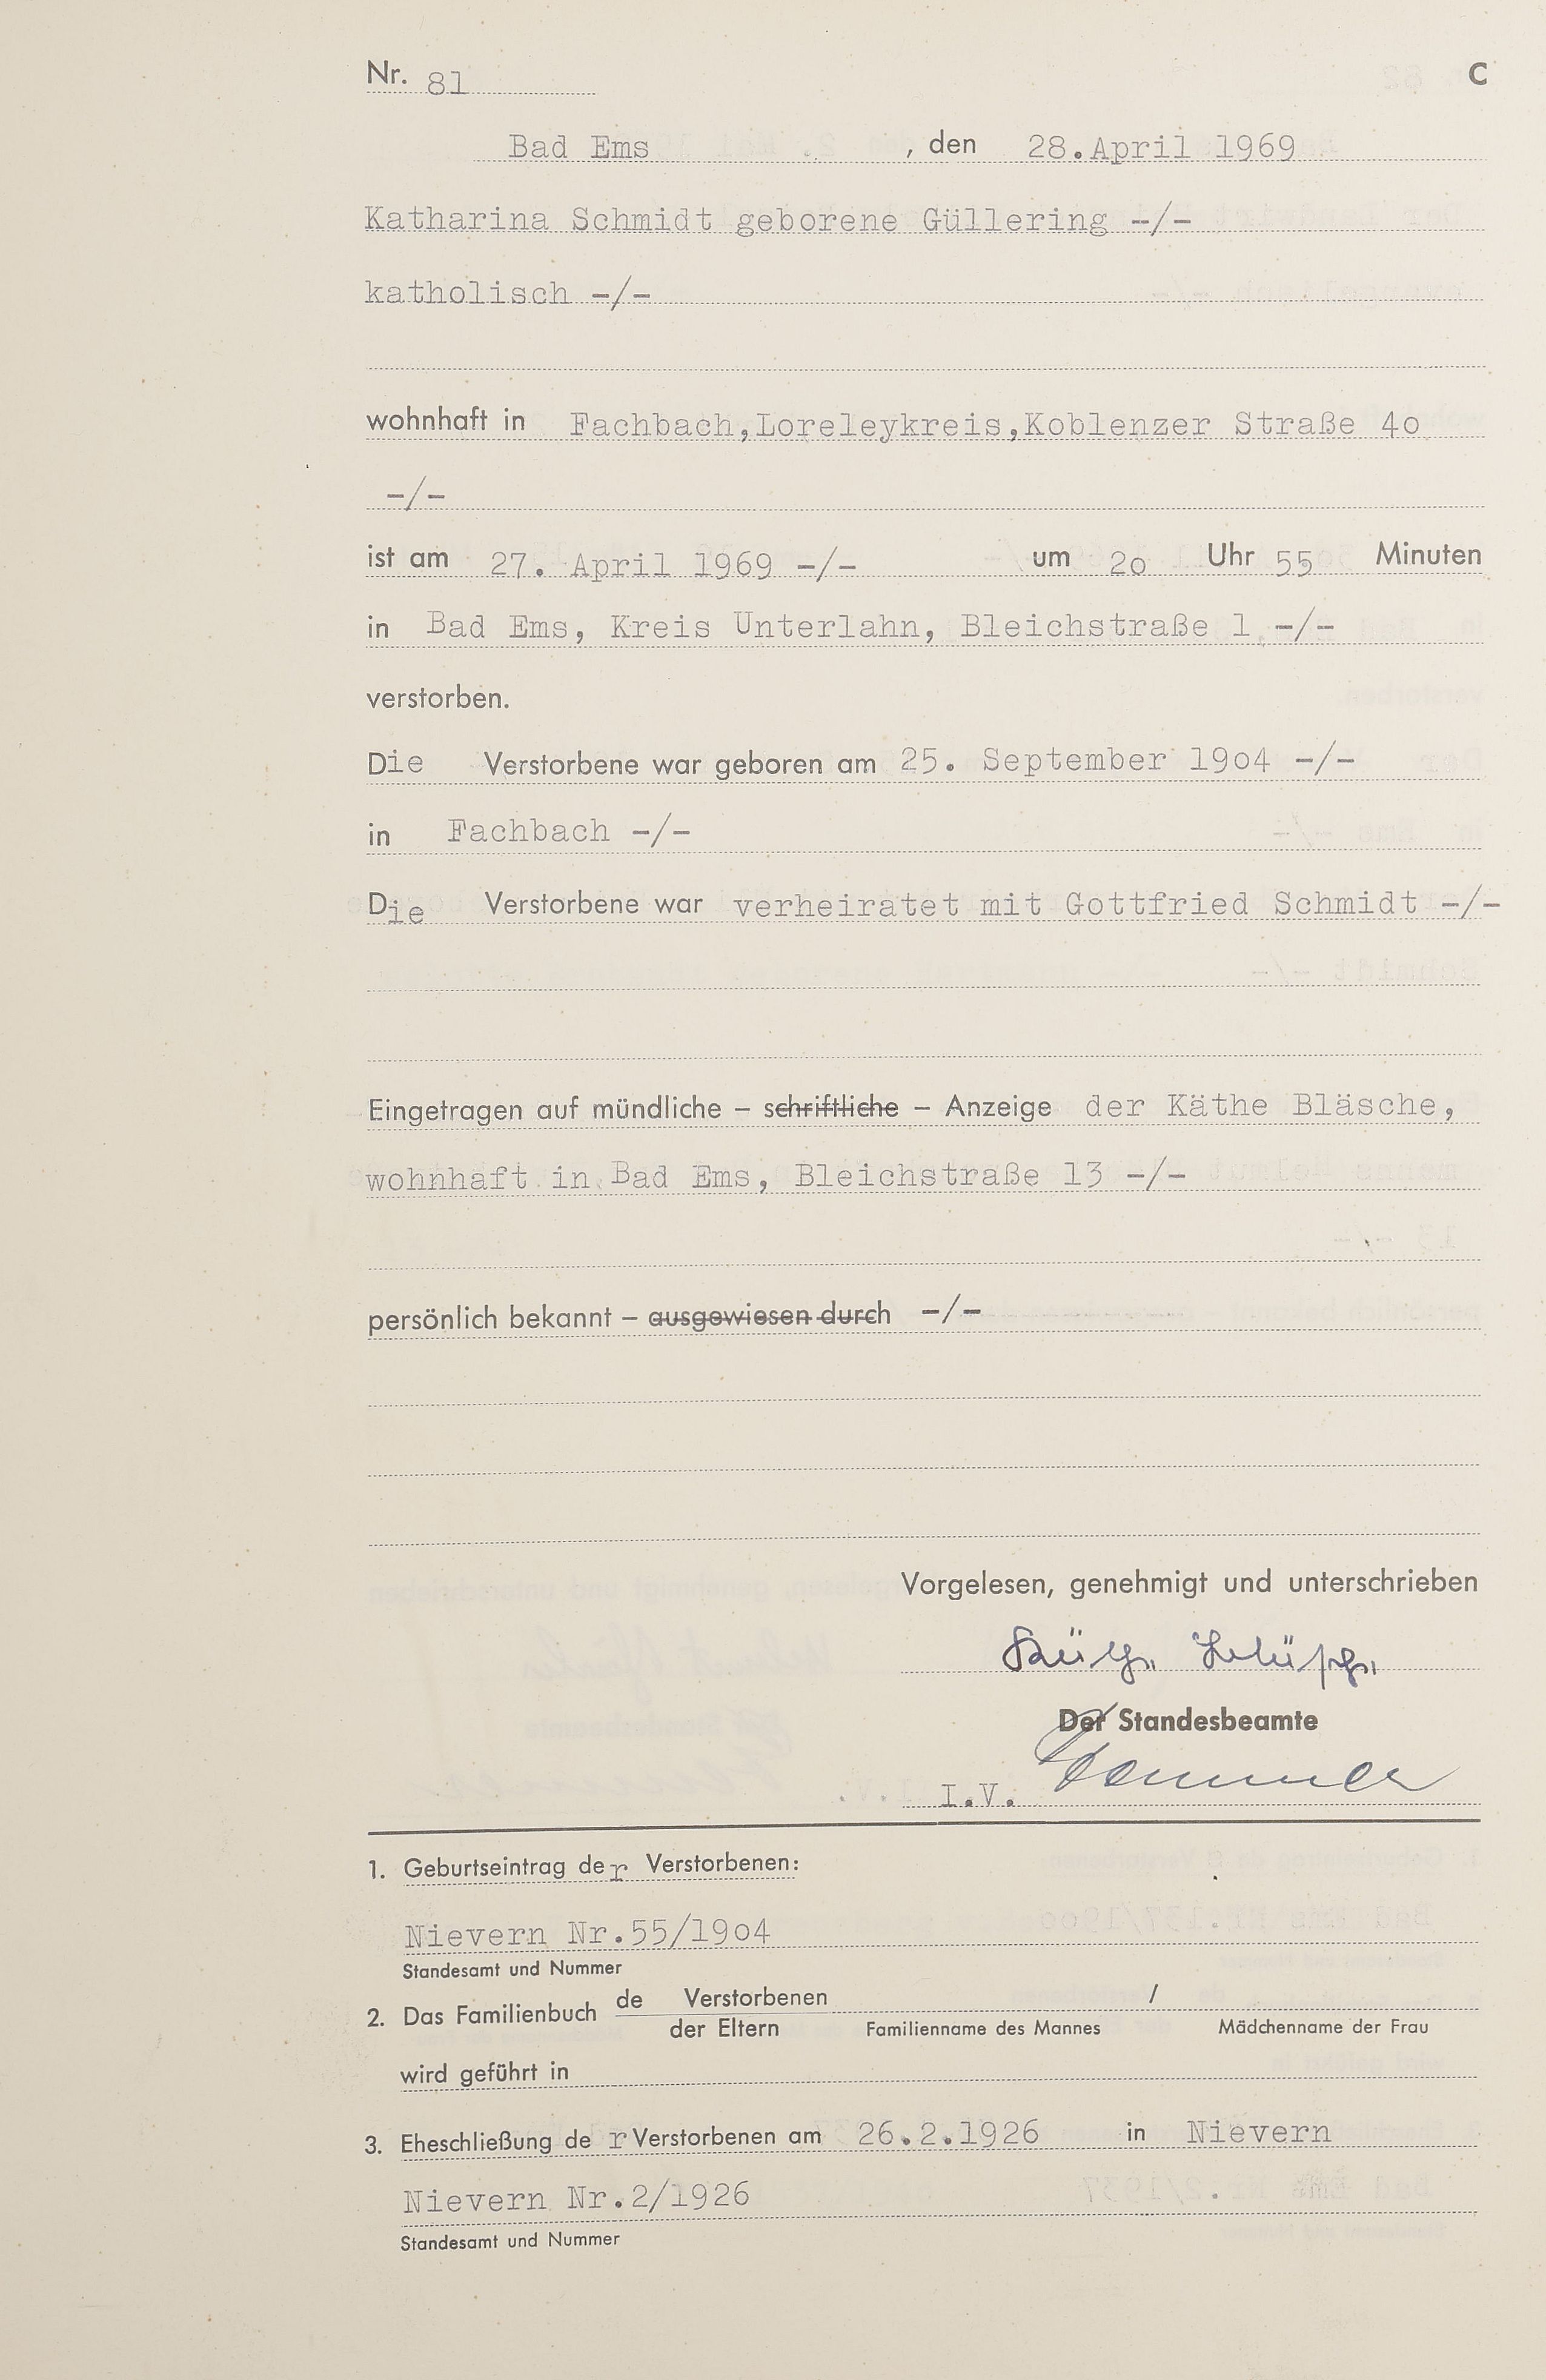 Nr. 81 C
Bad Ems , den 28.April 1969
Katharina Schmidt geborene Güllering -/-
katholisch -/-
wohnhaft in Fachbach,Loreleykreis,Koblenzer Straße 4o
-/-
ist am 27. April 1969 -/- um 2o Uhr 55 Minuten
in Bad Ems, Kreis Unterlahn, Bleichstraße 1 -/-
verstorben.
Die Verstorbene war geboren am 25. September 19o4 -/-
in Fachbach -/-
Die Verstorbene war verheiratet mit Gottfried Schmidt -/-
Eingetragen auf mündliche – schriftliche – Anzeige der Käthe Bläsche,
wohnhaft in Bad Ems, Bleichstraße 13 -/-
persönlich bekannt – ausgewiesen durch -/-
Vorgelesen, genehmigt und unterschrieben
Käthe Bläsche
Der Standesbeamte
I.V.
1. Geburtseintrag der Verstorbenen:
Nievern Nr.55/19o4
Standesamt und Nummer
2. Das Familienbuch de Verstorbenen /
der Eltern Familienname des Mannes Mädchenname der Frau
wird geführt in
3. Eheschließung de r Verstorbenen am 26.2.1926 in Nievern
Nievern Nr.2/1926
Standesamt und Nummer